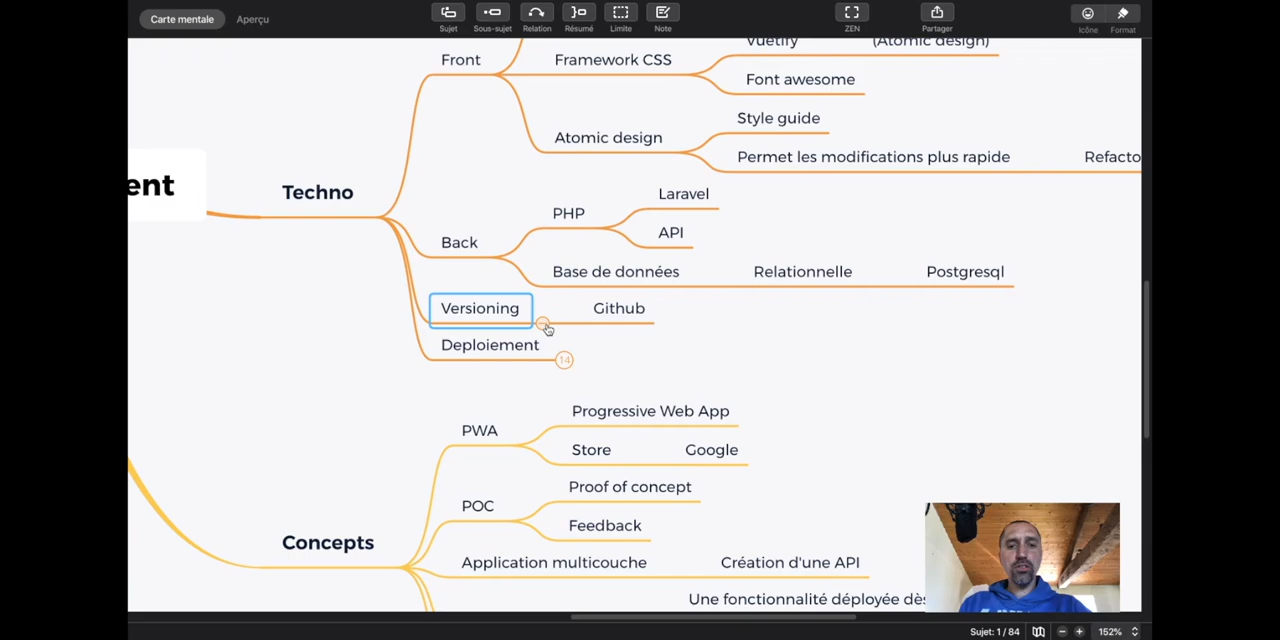 Carte mentale
Aperçu
Sujet
Sous-sujet
Relation
Résumé
Limite
Note
ZEN
Partager
Icône
Format
ent
Techno
Front
Framework CSS
Vuetify
(Atomic design)
Font awesome
Atomic design
Style guide
Permet les modifications plus rapide
Refacto
Back
PHP
Laravel
API
Base de données
Relationnelle
Postgresql
Versioning
Github
Deploiement
14
Concepts
PWA
Progressive Web App
Store
Google
POC
Proof of concept
Feedback
Application multicouche
Création d'une API
Une fonctionnalité déployée dès
Sujet: 1 / 84
152%